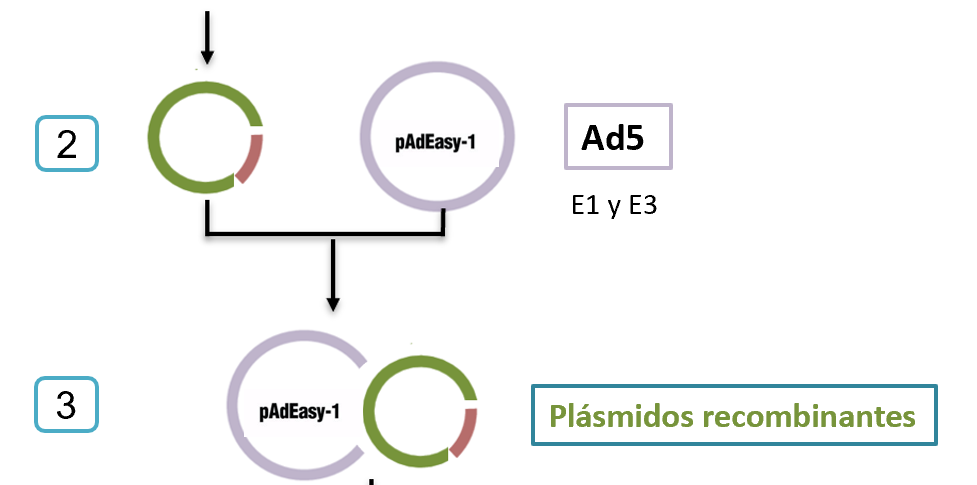 2
pAdEasy-1
Ad5
E1 y E3
3
pAdEasy-1
Plásmidos recombinantes